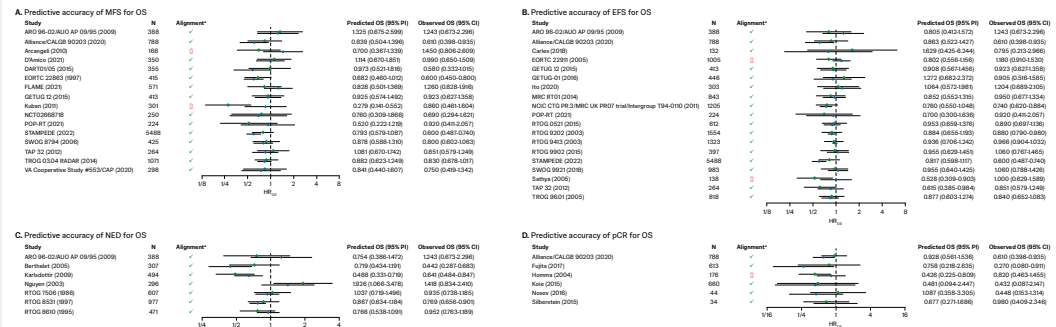 A. Predictive accuracy of MFS for OS
Study N Alignment* Predicted OS (95% PI) Observed OS (95% CI)
ARO 96-02/AUO AP 09/95 (2009) 388 ✓ 1.325 (0.675-2.599) 1.243 (0.673-2.296)
Alliance/CALGB 90203 (2020) 788 ✓ 0.839 (0.504-1.396) 0.610 (0.398-0.935)
Arcangeli (2010) 168 0.700 (0.367-1.339) 1.450 (0.806-2.609)
D'Amico (2021) 350 ✓ 1.114 (0.670-1.851) 0.990 (0.650-1.509)
DART01/05 (2015) 355 ✓ 0.973 (0.521-1.818) 0.580 (0.332-1.015)
EORTC 22863 (1997) 415 ✓ 0.682 (0.460-1.012) 0.600 (0.450-0.800)
FLAME (2021) 571 ✓ 0.828 (0.501-1.369) 1.260 (0.828-1.916)
GETUG 12 (2015) 413 ✓ 0.925 (0.574-1.492) 0.923 (0.627-1.358)
Kuban (2011) 301 0.279 (0.141-0.552) 0.860 (0.461-1.604)
NCT02668718 250 ✓ 0.760 (0.309-1.868) 0.690 (0.294-1.621)
POP-RT (2021) 224 ✓ 0.520 (0.222-1.219) 0.920 (0.411-2.057)
STAMPEDE (2022) 5488 ✓ 0.793 (0.579-1.087) 0.600 (0.487-0.740)
SWOG 8794 (2006) 425 ✓ 0.878 (0.588-1.310) 0.800 (0.602-1.063)
TAP 32 (2012) 264 ✓ 1.081 (0.670-1.742) 0.851 (0.579-1.249)
TROG 03.04 RADAR (2014) 1071 ✓ 0.882 (0.623-1.249) 0.830 (0.678-1.017)
VA Cooperative Study #553/CAP (2020) 298 ✓ 0.841 (0.440-1.607) 0.750 (0.419-1.342)
1/8 1/4 1/2 1 2 4 8
HR OS
B. Predictive accuracy of EFS for OS
Study N Alignment* Predicted OS (95% PI) Observed OS (95% CI)
ARO 96-02/AUO AP 09/95 (2009) 388 ✓ 0.805 (0.412-1.572) 1.243 (0.673-2.296)
Alliance/CALGB 90203 (2020) 788 ✓ 0.863 (0.522-1.427) 0.610 (0.398-0.935)
Carles (2018) 132 ✓ 1.629 (0.425-6.244) 0.795 (0.213-2.966)
EORTC 22991 (2005) 1005 0.802 (0.556-1.156) 1.180 (0.910-1.530)
GETUG 12 (2015) 413 ✓ 0.908 (0.567-1.456) 0.923 (0.627-1.358)
GETUG-01 (2016) 446 ✓ 1.272 (0.682-2.372) 0.905 (0.516-1.585)
Ito (2020) 303 ✓ 1.064 (0.572-1.981) 1.204 (0.689-2.105)
MRC RT01 (2014) 843 ✓ 0.852 (0.552-1.315) 0.950 (0.677-1.334)
NCIC CTG PR.3/MRC UK PR07 trial/Intergroup T94-0110 (2011) 1205 ✓ 0.760 (0.550-1.048) 0.740 (0.620-0.884)
POP-RT (2021) 224 ✓ 0.700 (0.300-1.636) 0.920 (0.411-2.057)
RTOG 0521 (2015) 612 ✓ 0.953 (0.659-1.376) 0.890 (0.697-1.136)
RTOG 9202 (2003) 1554 ✓ 0.884 (0.655-1.193) 0.880 (0.790-0.980)
RTOG 9413 (2003) 1323 ✓ 0.936 (0.706-1.242) 0.966 (0.904-1.032)
RTOG 9902 (2015) 397 ✓ 0.955 (0.629-1.451) 1.060 (0.767-1.465)
STAMPEDE (2022) 5488 ✓ 0.817 (0.598-1.117) 0.600 (0.487-0.740)
SWOG 9921 (2018) 983 ✓ 0.955 (0.640-1.425) 1.060 (0.788-1.426)
Sathya (2005) 138 0.528 (0.309-0.903) 1.000 (0.629-1.589)
TAP 32 (2012) 264 ✓ 0.615 (0.385-0.984) 0.851 (0.579-1.249)
TROG 96.01 (2005) 818 ✓ 0.877 (0.603-1.274) 0.840 (0.652-1.083)
1/8 1/4 1/2 1 2 4 8
HR OS
C. Predictive accuracy of NED for OS
Study N Alignment* Predicted OS (95% PI) Observed OS (95% CI)
ARO 96-02/AUO AP 09/95 (2009) 388 ✓ 0.754 (0.386-1.472) 1.243 (0.673-2.296)
Berthelet (2005) 307 ✓ 0.719 (0.434-1.191) 0.442 (0.287-0.683)
Karlsdottir (2009) 494 ✓ 0.488 (0.331-0.719) 0.641 (0.484-0.847)
Nguyen (2003) 296 ✓ 1.926 (1.066-3.478) 1.418 (0.834-2.410)
RTOG 7506 (1986) 607 ✓ 1.037 (0.719-1.496) 0.935 (0.738-1.185)
RTOG 8531 (1997) 977 ✓ 0.867 (0.634-1.184) 0.769 (0.656-0.901)
RTOG 8610 (1995) 471 ✓ 0.766 (0.538-1.091) 0.952 (0.763-1.189)
1/4 1/2 1 2 4
HR OS
D. Predictive accuracy of pCR for OS
Study N Alignment* Predicted OS (95% PI) Observed OS (95% CI)
Alliance/CALGB 90203 (2020) 788 ✓ 0.928 (0.561-1.536) 0.610 (0.398-0.935)
Fujita (2017) 613 ✓ 0.758 (0.218-2.635) 0.270 (0.080-0.911)
Homma (2004) 176 0.426 (0.225-0.809) 0.820 (0.463-1.455)
Koie (2015) 660 ✓ 0.481 (0.094-2.447) 0.432 (0.087-2.147)
Nosov (2016) 44 ✓ 1.087 (0.358-3.305) 0.448 (0.153-1.314)
Silberstein (2015) 34 ✓ 0.677 (0.271-1.686) 0.980 (0.409-2.346)
1/16 1/4 1 4 16
HR OS